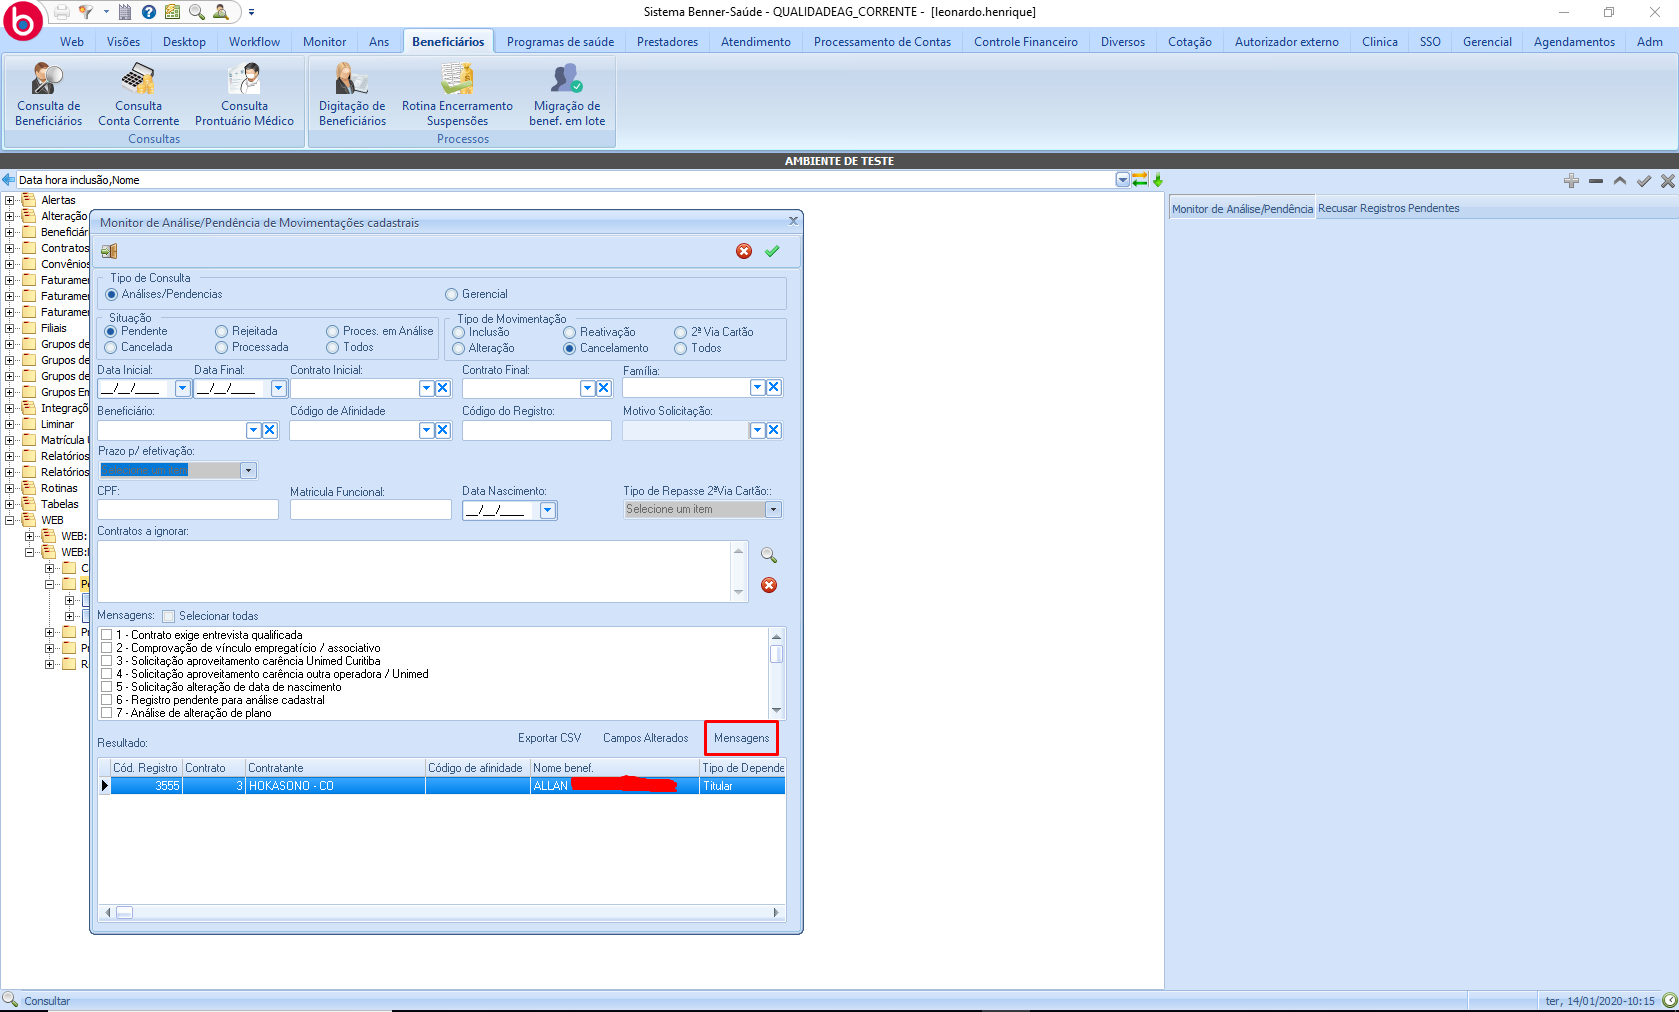 Sistema Benner-Saúde - QUALIDADEAG_CORRENTE - [leonardo.henrique]
Web Visões Desktop Workflow Monitor Ans Beneficiários Programas de saúde Prestadores Atendimento Processamento de Contas Controle Financeiro Diversos Cotação Autorizador externo Clinica SSO Gerencial Agendamentos Adm
Consulta de Beneficiários
Consulta Conta Corrente
Consulta Prontuário Médico
Digitação de Beneficiários
Rotina Encerramento Suspensões
Migração de benef. em lote
Consultas Processos
AMBIENTE DE TESTE
Data hora inclusão,Nome
Monitor de Análise/Pendência Recusar Registros Pendentes
Alertas
Alteração
Beneficiár
Contratos
Convênios
Faturamer
Faturamer
Faturamer
Filiais
Grupos de
Grupos de
Grupos de
Grupos En
Integraçõ
Liminar
Matrícula
Relatórios
Relatórios
Rotinas
Tabelas
WEB
WEB:
WEB:
C
P
P
P
R
Monitor de Análise/Pendência de Movimentações cadastrais
Tipo de Consulta
Análises/Pendencias Gerencial
Situação
Pendente Rejeitada Proces. em Análise
Cancelada Processada Todos
Tipo de Movimentação
Inclusão Reativação 2ª Via Cartão
Alteração Cancelamento Todos
Data Inicial: Data Final: Contrato Inicial: Contrato Final: Família:
__/__/____ __/__/____
Beneficiário: Código de Afinidade Código do Registro: Motivo Solicitação:
Prazo p/ efetivação:
Selecione um item
CPF: Matricula Funcional: Data Nascimento: Tipo de Repasse 2ªVia Cartão::
__/__/____ Selecione um item
Contratos a ignorar:
Mensagens: Selecionar todas
1 - Contrato exige entrevista qualificada
2 - Comprovação de vínculo empregatício / associativo
3 - Solicitação aproveitamento carência Unimed Curitiba
4 - Solicitação aproveitamento carência outra operadora / Unimed
5 - Solicitação alteração de data de nascimento
6 - Registro pendente para análise cadastral
7 - Análise de alteração de plano
Resultado: Exportar CSV Campos Alterados Mensagens
Cód. Registro Contrato Contratante Código de afinidade Nome benef. Tipo de Depende
3555 3 HOKASONO - CO ALLAN Titular
Consultar
ter, 14/01/2020-10:15